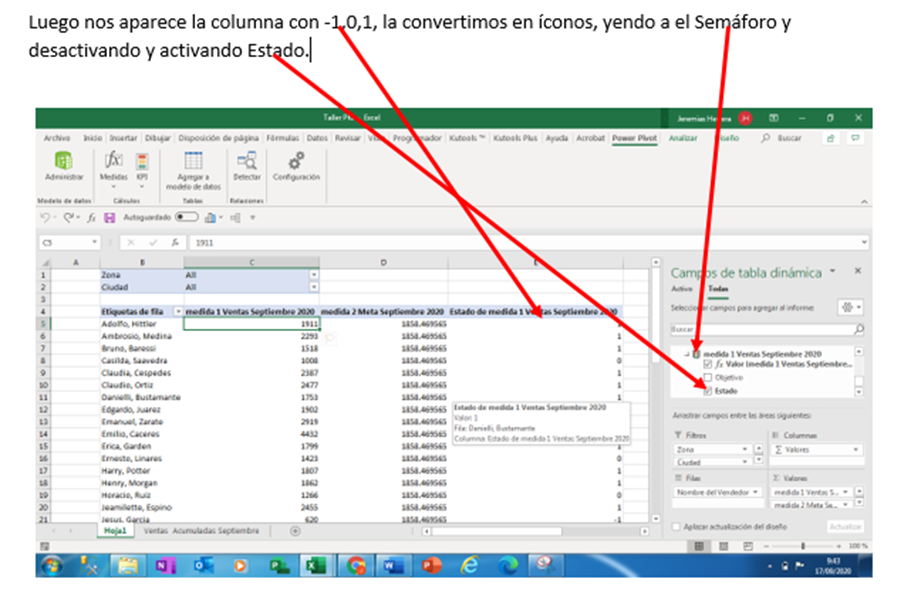 Luego nos aparece la columna con -1,0,1, la convertimos en íconos, yendo a el Semáforo y
desactivando y activando Estado.
Excel
Archivo Inicio Insertar Dibujar Disposición de página Fórmulas Datos Revisar Programador Kutools ™ Kutools Plus Ayuda Acrobat Power Pivot Analizar Buscar
Administrar Medidas KPI Agregar a modelo de datos Detectar Configuración
Modelo de datos Cálculos Tablas Relaciones
Autoguardado
C5 fx 1911
A B C D
1 Zona All
2 Ciudad All
3
4 Etiquetas de fila medida 1 Ventas Septiembre 2020 medida 2 Meta Septiembre 2020 Estado de medida 1 Ventas Septiembre 2020
5 Adolfo, Hittler 1911 1858.469565 1
6 Ambrosio, Medina 2293 1858.469565 1
7 Bruno, Barossi 1518 1858.469565 1
8 Casilda, Saavedra 1008 1858.469565 0
9 Claudia, Cespedes 2387 1858.469565 1
10 Claudio, Ortiz 2477 1858.469565 1
11 Danielli, Bustamante 1753 1858.469565 1
12 Edgardo, Juarez 1902 1858.469565
13 Emanuel, Zarate 2919 1858.469565
14 Emilio, Caceres 4432 1858.469565
15 Erica, Garden 1799 1858.469565
16 Ernesto, Linares 1423 1858.469565 0
17 Harry, Potter 1807 1858.469565 1
18 Henry, Morgan 1862 1858.469565 1
19 Horacio, Ruiz 1266 1858.469565 0
20 Jeamilette, Espino 2455 1858.469565 1
21 Jesus, Garcia 620 1858.469565 -1
Estado de medida 1 Ventas Septiembre 2020
Valor: 1
Fila: Danielli, Bustamante
Columna: Estado de medida 1 Ventas Septiembre 2020
Hoja1 Ventas Acumuladas Septiembre
Campos de tabla dinámica
Activo Todas
Seleccionar campos para agregar al informe:
Buscar
medida 1 Ventas Septiembre 2020
fx Valor (medida 1 Ventas Septiembre...
Objetivo
Estado
Arrastrar campos entre las áreas siguientes:
Filtros Columnas
Zona Σ Valores
Ciudad
Filas Σ Valores
Nombre del Vendedor medida 1 Ventas S...
medida 2 Meta Se...
Aplazar actualización del diseño Actualizar
100 %
9:43
17/09/2020